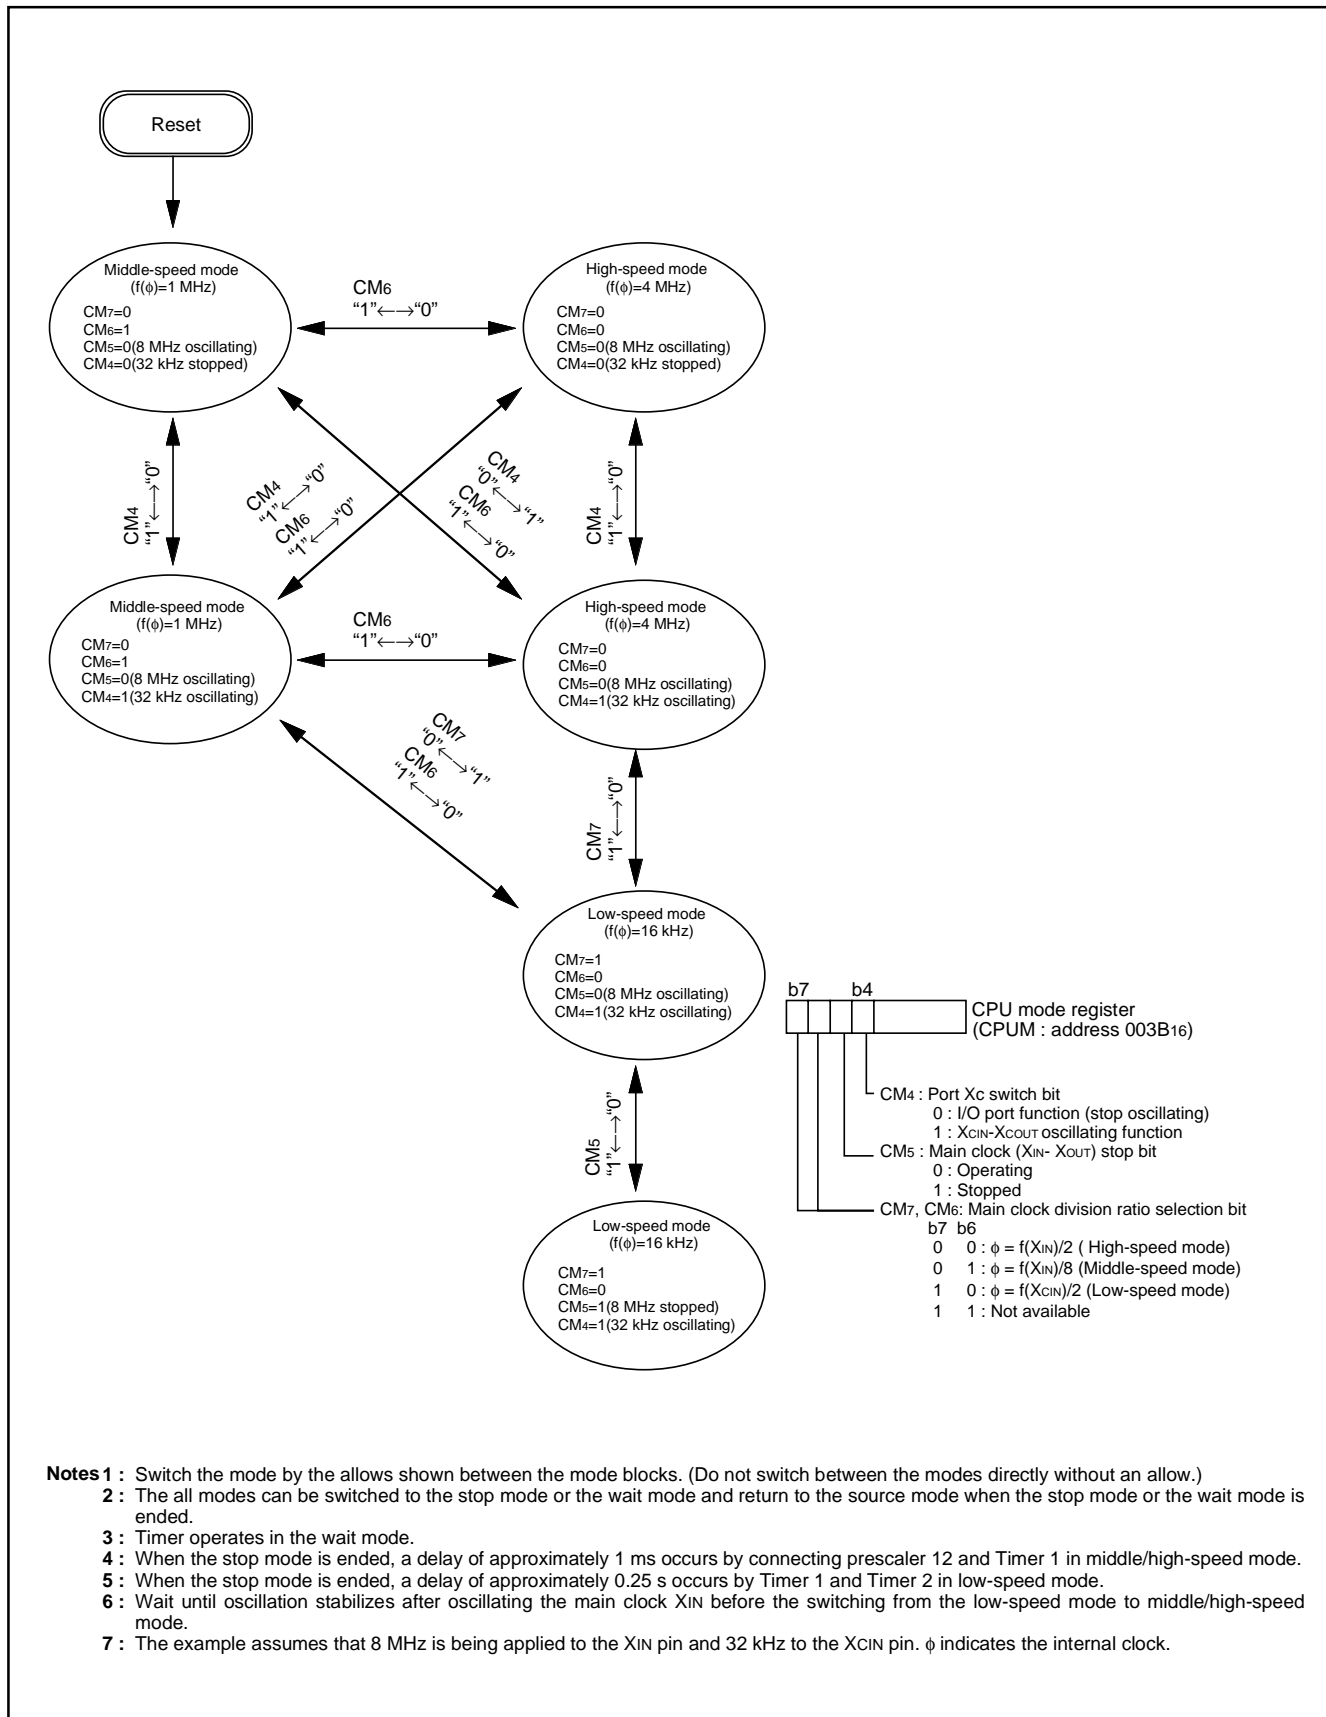 Reset
Middle-speed mode
(f(ϕ)=1 MHz)
CM7=0
CM6=1
CM5=0(8 MHz oscillating)
CM4=0(32 kHz stopped)
CM6
“1”←→“0”
High-speed mode
(f(ϕ)=4 MHz)
CM7=0
CM6=0
CM5=0(8 MHz oscillating)
CM4=0(32 kHz stopped)
CM4
“1”←→“0”
CM4
“1”←→“0”
CM6
“1”←→“0”
CM4
“0”←→“1”
CM6
“1”←→“0”
CM4
“1”←→“0”
Middle-speed mode
(f(ϕ)=1 MHz)
CM7=0
CM6=1
CM5=0(8 MHz oscillating)
CM4=1(32 kHz oscillating)
CM6
“1”←→“0”
High-speed mode
(f(ϕ)=4 MHz)
CM7=0
CM6=0
CM5=0(8 MHz oscillating)
CM4=1(32 kHz oscillating)
CM7
“0”←→“1”
CM6
“1”←→“0”
CM7
“1”←→“0”
Low-speed mode
(f(ϕ)=16 kHz)
CM7=1
CM6=0
CM5=0(8 MHz oscillating)
CM4=1(32 kHz oscillating)
CM5
“1”←→“0”
Low-speed mode
(f(ϕ)=16 kHz)
CM7=1
CM6=0
CM5=1(8 MHz stopped)
CM4=1(32 kHz oscillating)
b7 b4
CPU mode register
(CPUM : address 003B16)
CM4 : Port Xc switch bit
0 : I/O port function (stop oscillating)
1 : XCIN-XCOUT oscillating function
CM5 : Main clock (XIN- XOUT) stop bit
0 : Operating
1 : Stopped
CM7, CM6: Main clock division ratio selection bit
b7 b6
0 0 : ϕ = f(XIN)/2 ( High-speed mode)
0 1 : ϕ = f(XIN)/8 (Middle-speed mode)
1 0 : ϕ = f(XCIN)/2 (Low-speed mode)
1 1 : Not available
Notes 1 : Switch the mode by the allows shown between the mode blocks. (Do not switch between the modes directly without an allow.)
2 : The all modes can be switched to the stop mode or the wait mode and return to the source mode when the stop mode or the wait mode is
ended.
3 : Timer operates in the wait mode.
4 : When the stop mode is ended, a delay of approximately 1 ms occurs by connecting prescaler 12 and Timer 1 in middle/high-speed mode.
5 : When the stop mode is ended, a delay of approximately 0.25 s occurs by Timer 1 and Timer 2 in low-speed mode.
6 : Wait until oscillation stabilizes after oscillating the main clock XIN before the switching from the low-speed mode to middle/high-speed
mode.
7 : The example assumes that 8 MHz is being applied to the XIN pin and 32 kHz to the XCIN pin. ϕ indicates the internal clock.